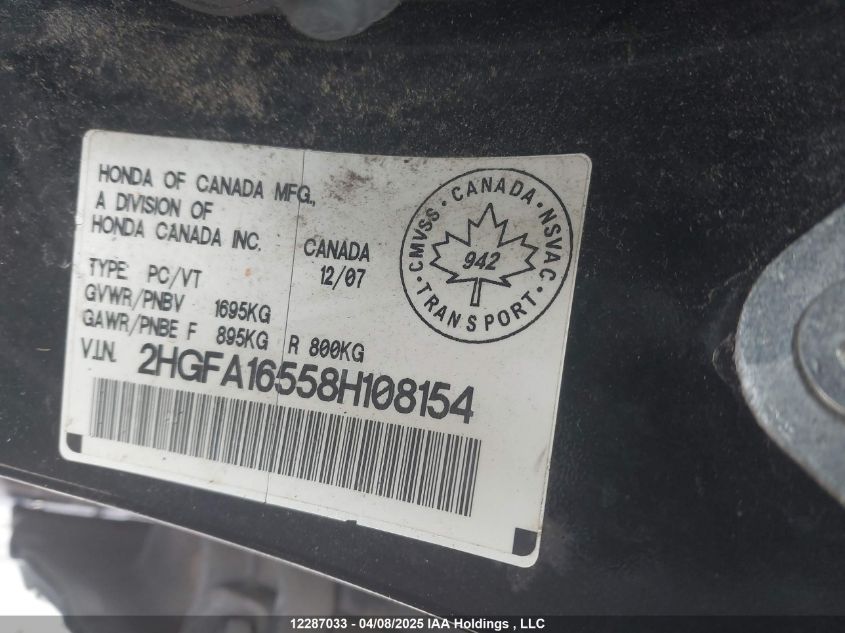 HONDA OF CANADA MFG.,
A DIVISION OF
HONDA CANADA INC.
CANADA
12/07
TYPE PC/VT
GVWR/PNBV 1695KG
GAWR/PNBE F 895KG R 800KG
V.I.N. 2HGFA16558H108154
CMVSS · CANADA · NSVAC · TRANSPORT ·
942
12287033 - 04/08/2025 IAA Holdings , LLC